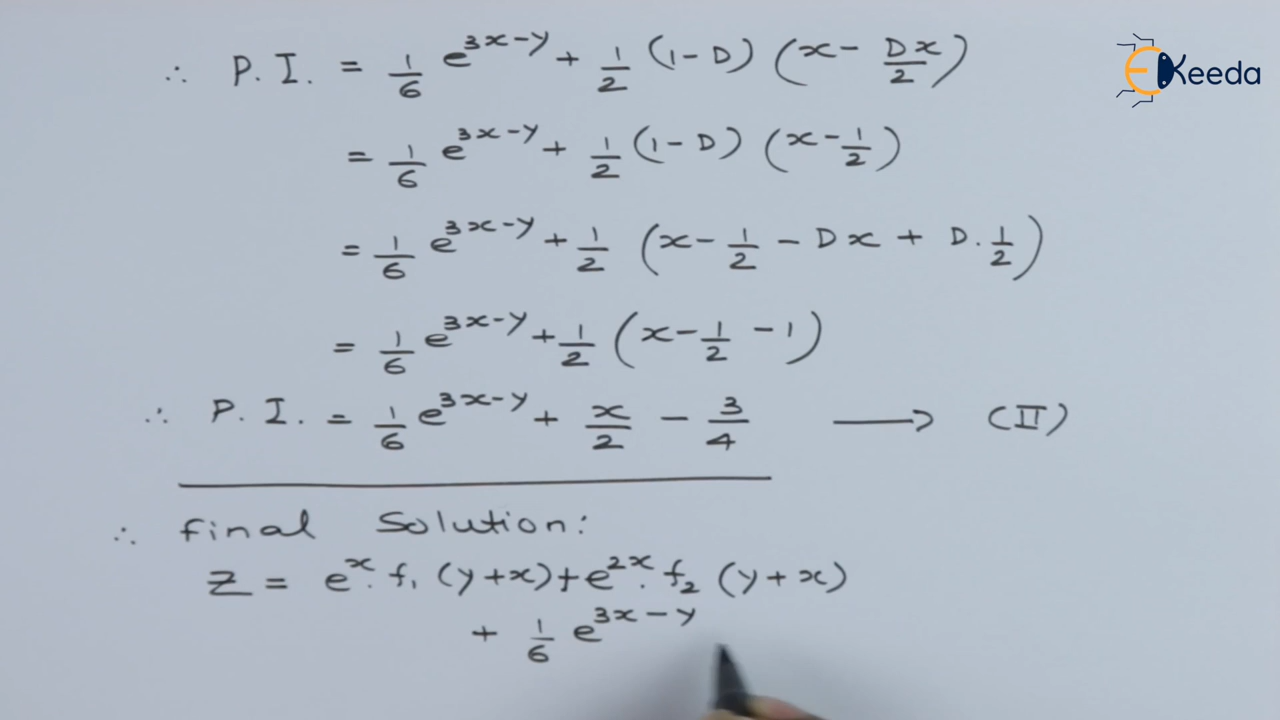 ∴ P.I. = 1/6 e^{3x-y} + 1/2 (1-D) (x - Dx/2)
EKeeda
= 1/6 e^{3x-y} + 1/2 (1-D) (x - 1/2)
= 1/6 e^{3x-y} + 1/2 (x - 1/2 - Dx + D.1/2)
= 1/6 e^{3x-y} + 1/2 (x - 1/2 - 1)
∴ P.I. = 1/6 e^{3x-y} + x/2 - 3/4 ⟶ (II)
∴ Final Solution:
Z = e^x. f₁ (y+x) + e^{2x}. f₂ (y+x)
+ 1/6 e^{3x-y}